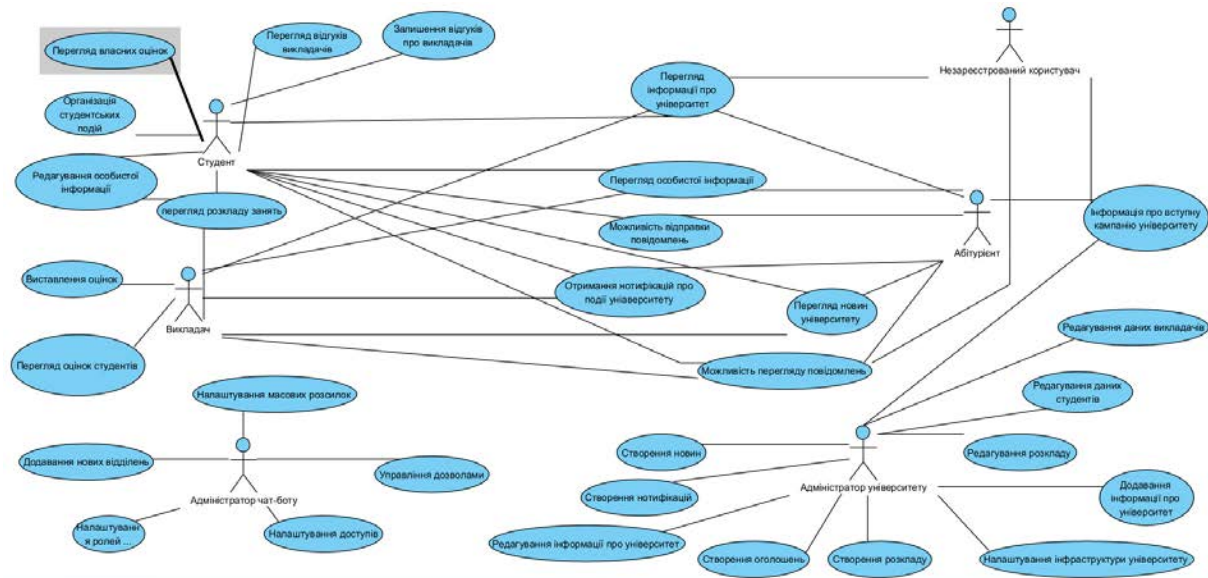 Перегляд власних оцінок
Перегляд відгуків
викладачів
Залишення відгуків
про викладачів
Незареєстрований користувач
Перегляд
інформації про
університет
Організація
студентських
подій
Студент
Редагування особистої
інформації
перегляд розкладу занять
Перегляд особистої інформації
Можливість відправки
повідомлень
Абітурієнт
Інформація про вступну
кампанію університету
Виставлення оцінок
Викладач
Отримання нотифікацій про
події уніаверситету
Перегляд новин
університету
Перегляд оцінок студентів
Можливість перегляду повідомлень
Редагування даних викладачів
Налаштування масових розсилок
Редагування даних
студентів
Додавання нових відділень
Управління дозволами
Адміністратор чат-боту
Створення новин
Редагування розкладу
Створення нотифікацій
Адміністратор університету
Додавання
інформації про
університет
Налаштуванн
я ролей ...
Налаштування доступів
Редагування інформації про університет
Створення оголошень
Створення розкладу
Налаштування інфраструктури університету